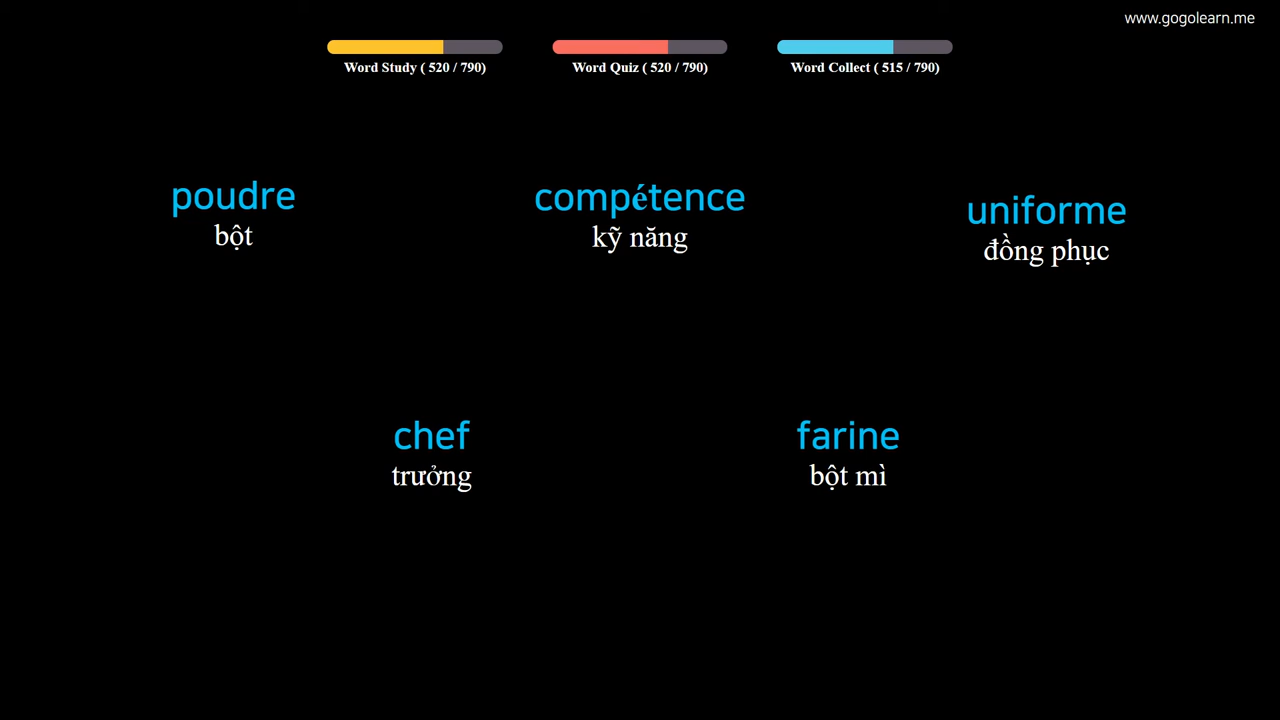 www.gogolearn.me
Word Study ( 520 / 790)
Word Quiz ( 520 / 790)
Word Collect ( 515 / 790)
poudre
bột
compétence
kỹ năng
uniforme
đồng phục
chef
trưởng
farine
bột mì